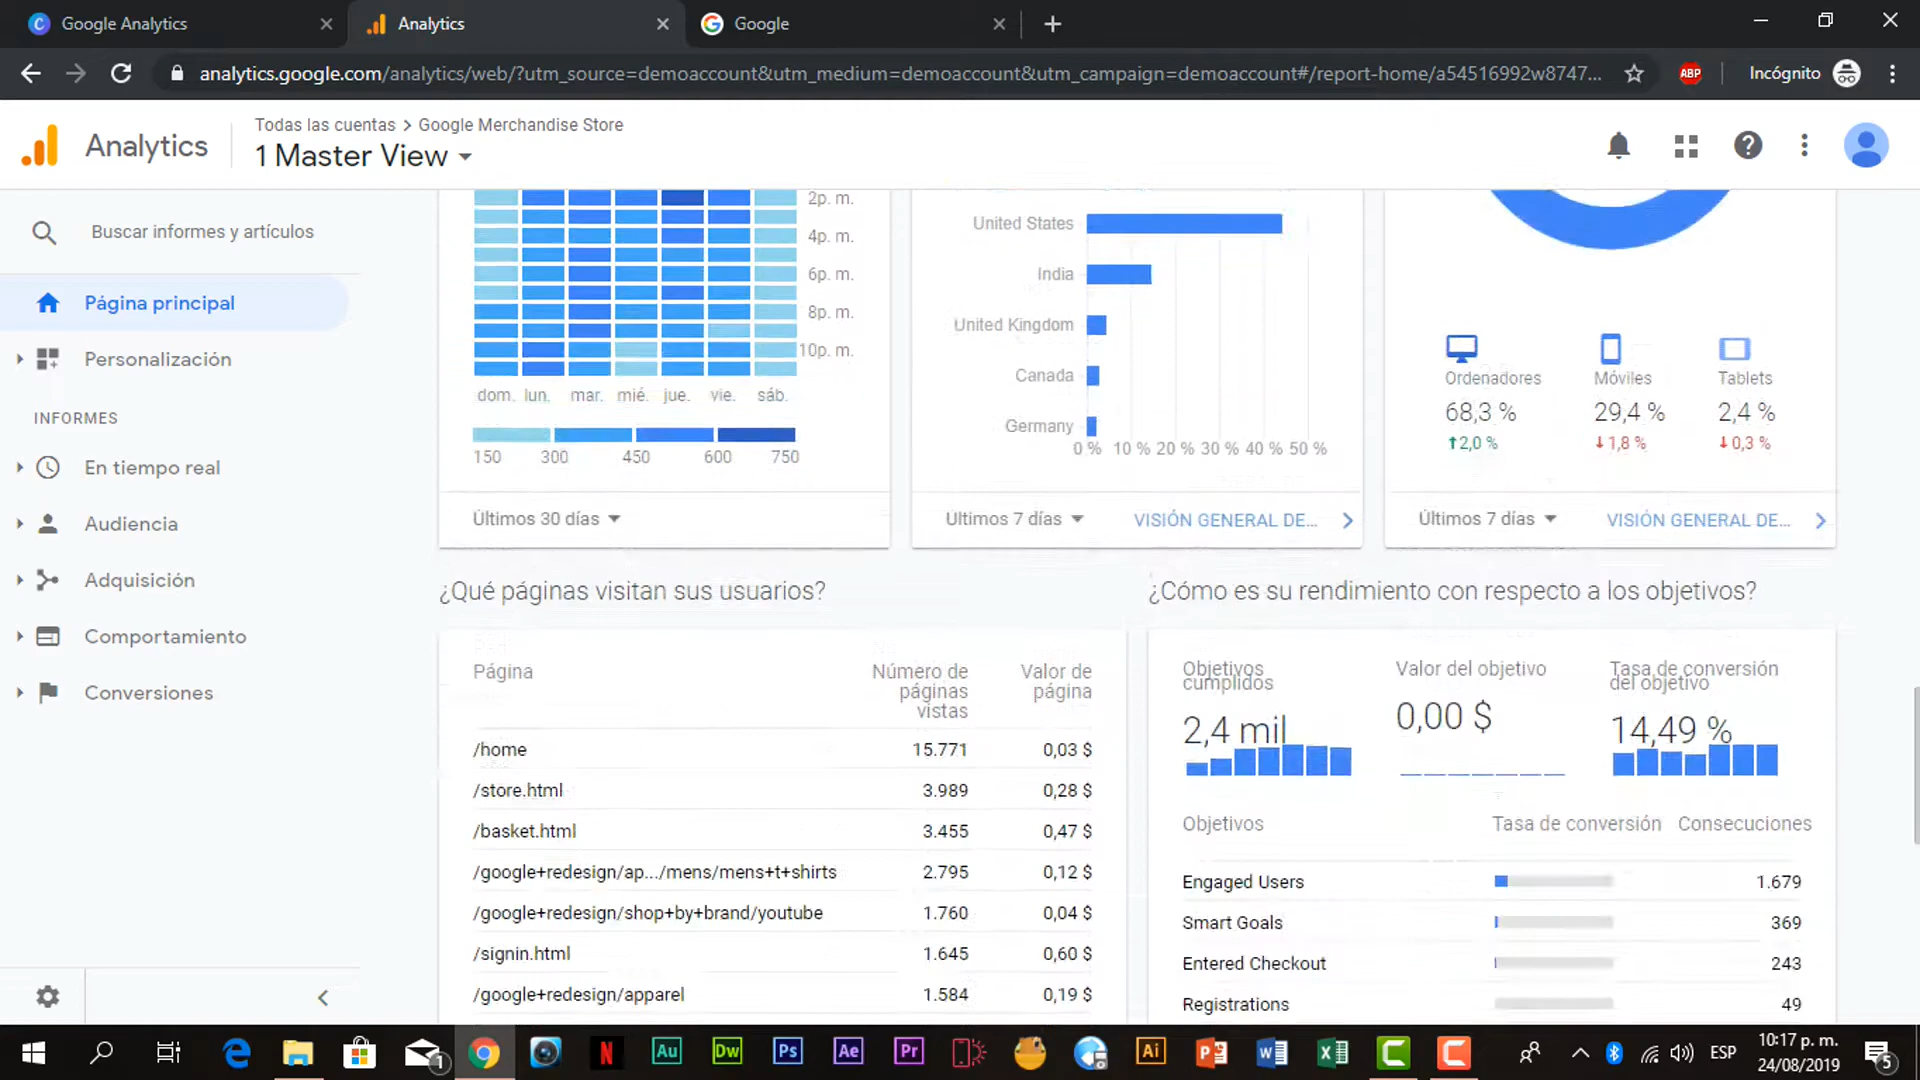 Google Analytics
Analytics
Google
analytics.google.com/analytics/web/?utm_source=demoaccount&utm_medium=demoaccount&utm_campaign=demoaccount#/report-home/a54516992w8747...
ABP
Incógnito
Analytics
Todas las cuentas > Google Merchandise Store
1 Master View
Buscar informes y artículos
Página principal
Personalización
INFORMES
En tiempo real
Audiencia
Adquisición
Comportamiento
Conversiones
2p. m.
4p. m.
6p. m.
8p. m.
10p. m.
dom. lun. mar. mié. jue. vie. sáb.
150 300 450 600 750
Últimos 30 días
United States
India
United Kingdom
Canada
Germany
0 % 10 % 20 % 30 % 40 % 50 %
Últimos 7 días
VISIÓN GENERAL DE...
Ordenadores Móviles Tablets
68,3 % 29,4 % 2,4 %
2,0 % 1,8 % 0,3 %
Últimos 7 días
VISIÓN GENERAL DE...
¿Qué páginas visitan sus usuarios?
Página
Número de
páginas
vistas
Valor de
página
/home 15.771 0,03 $
/store.html 3.989 0,28 $
/basket.html 3.455 0,47 $
/google+redesign/ap.../mens/mens+t+shirts 2.795 0,12 $
/google+redesign/shop+by+brand/youtube 1.760 0,04 $
/signin.html 1.645 0,60 $
/google+redesign/apparel 1.584 0,19 $
¿Cómo es su rendimiento con respecto a los objetivos?
Objetivos
cumplidos
2,4 mil
Valor del objetivo
0,00 $
Tasa de conversión
del objetivo
14,49 %
Objetivos Tasa de conversión Consecuciones
Engaged Users 1.679
Smart Goals 369
Entered Checkout 243
Registrations 49
1
N
Au
Dw
Ps
Ae
Pr
Ai
ESP
10:17 p. m.
24/08/2019
5